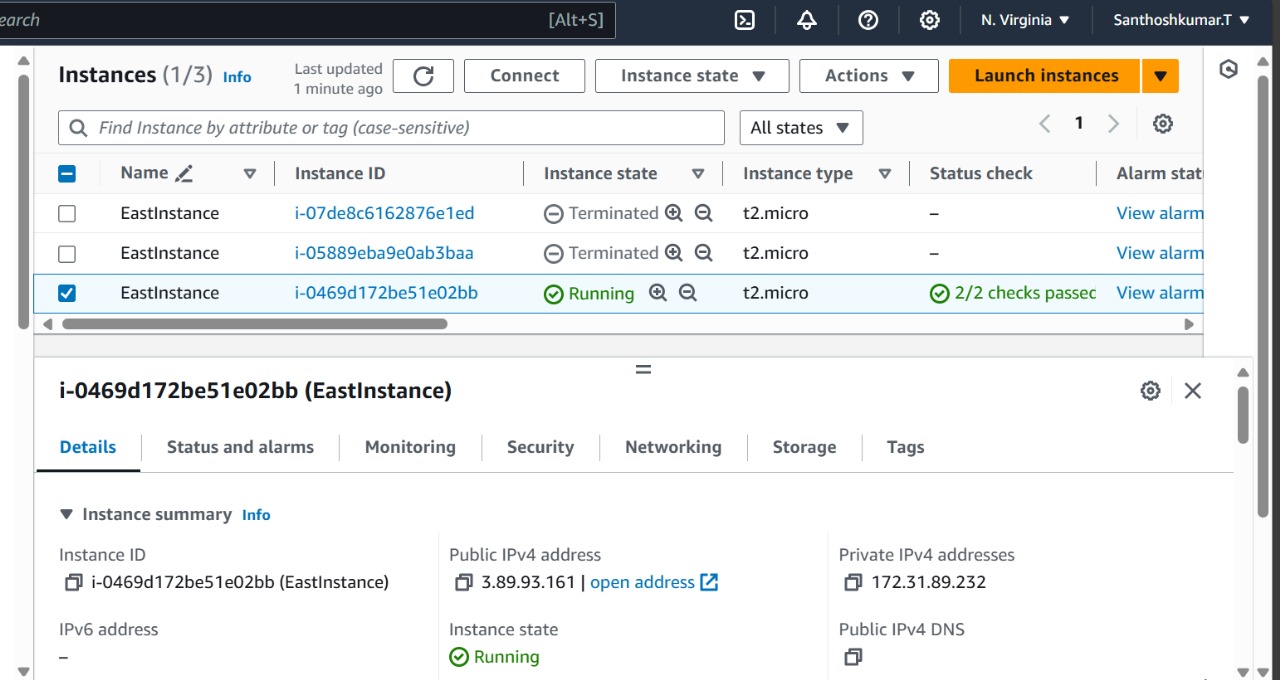 earch [Alt+S] N. Virginia Santhoshkumar.T
Instances (1/3) Info Last updated 1 minute ago Connect Instance state Actions Launch instances
Find Instance by attribute or tag (case-sensitive) All states 1
Name Instance ID Instance state Instance type Status check Alarm stat
EastInstance i-07de8c6162876e1ed Terminated t2.micro – View alarm
EastInstance i-05889eba9e0ab3baa Terminated t2.micro – View alarm
EastInstance i-0469d172be51e02bb Running t2.micro 2/2 checks passed View alarm
i-0469d172be51e02bb (EastInstance)
Details Status and alarms Monitoring Security Networking Storage Tags
Instance summary Info
Instance ID Public IPv4 address Private IPv4 addresses
i-0469d172be51e02bb (EastInstance) 3.89.93.161 | open address 172.31.89.232
IPv6 address Instance state Public IPv4 DNS
– Running